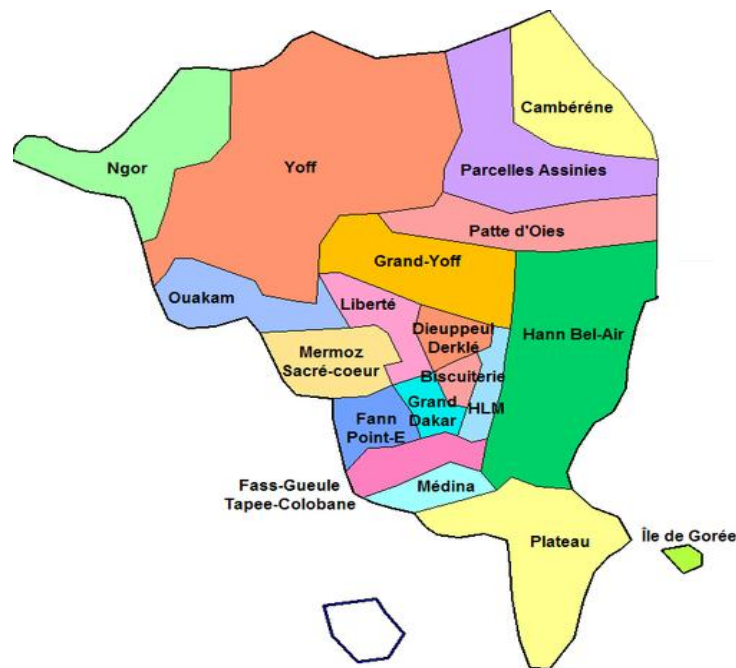 Cambéréne
Ngor
Yoff
Parcelles Assinies
Patte d'Oies
Grand-Yoff
Ouakam
Liberté
Dieuppeul
Derklé
Hann Bel-Air
Mermoz
Sacré-coeur
Biscuiterie
Grand
Dakar
HLM
Fann
Point-E
Fass-Gueule
Tapee-Colobane
Médina
Plateau
Île de Gorée